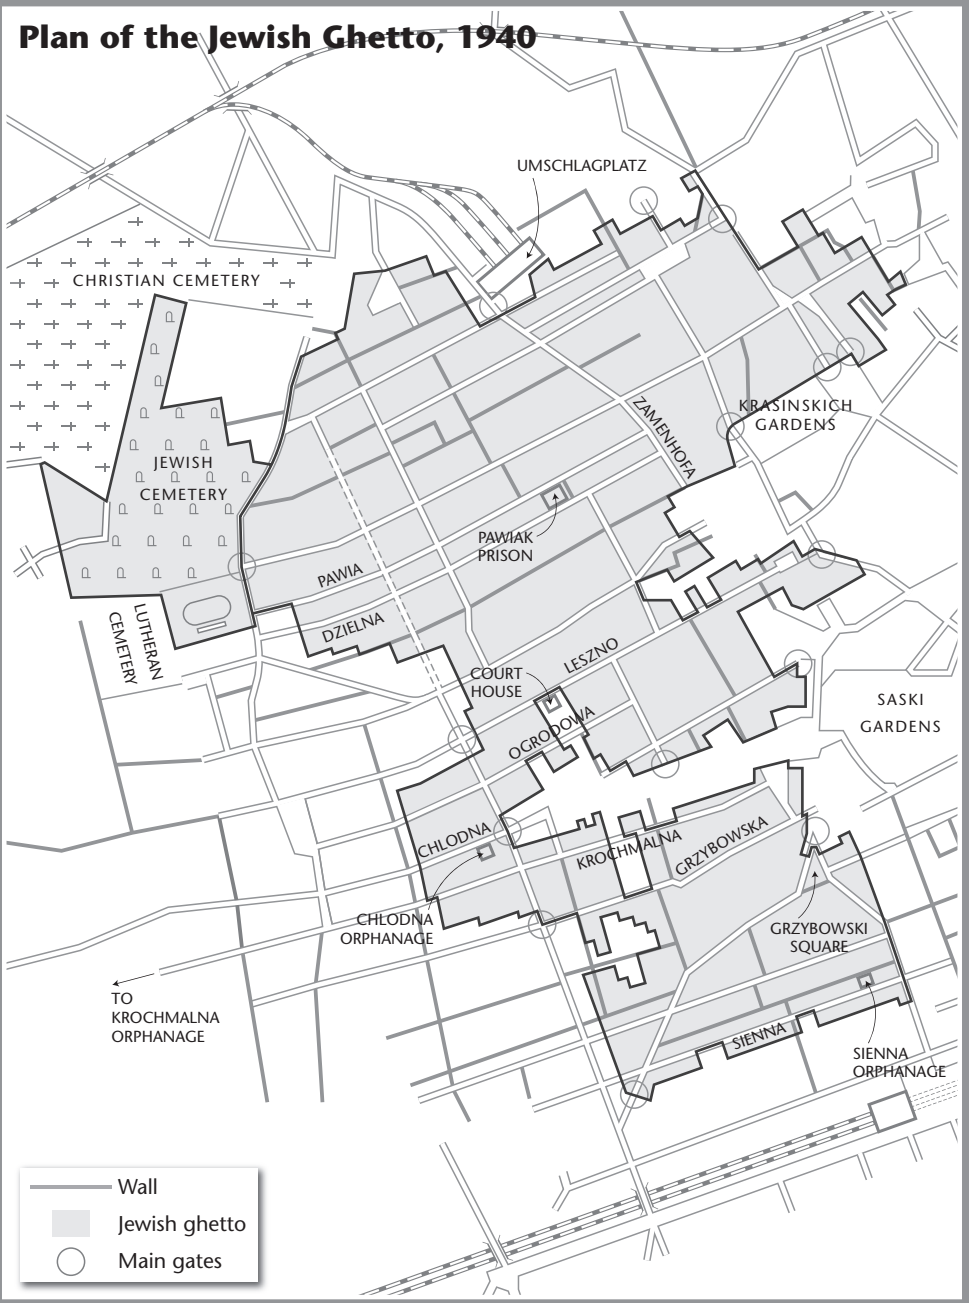 Plan of the Jewish Ghetto, 1940
UMSCHLAGPLATZ
CHRISTIAN CEMETERY
JEWISH
CEMETERY
ZAMENHOFA
KRASINSKICH
GARDENS
PAWIAK
PRISON
PAWIA
DZIELNA
LUTHERAN
CEMETERY
LESZNO
COURT
HOUSE
OGRODOWA
SASKI
GARDENS
CHLODNA
KROCHMALNA
GRZYBOWSKA
CHLODNA
ORPHANAGE
GRZYBOWSKI
SQUARE
TO
KROCHMALNA
ORPHANAGE
SIENNA
SIENNA
ORPHANAGE
Wall
Jewish ghetto
Main gates